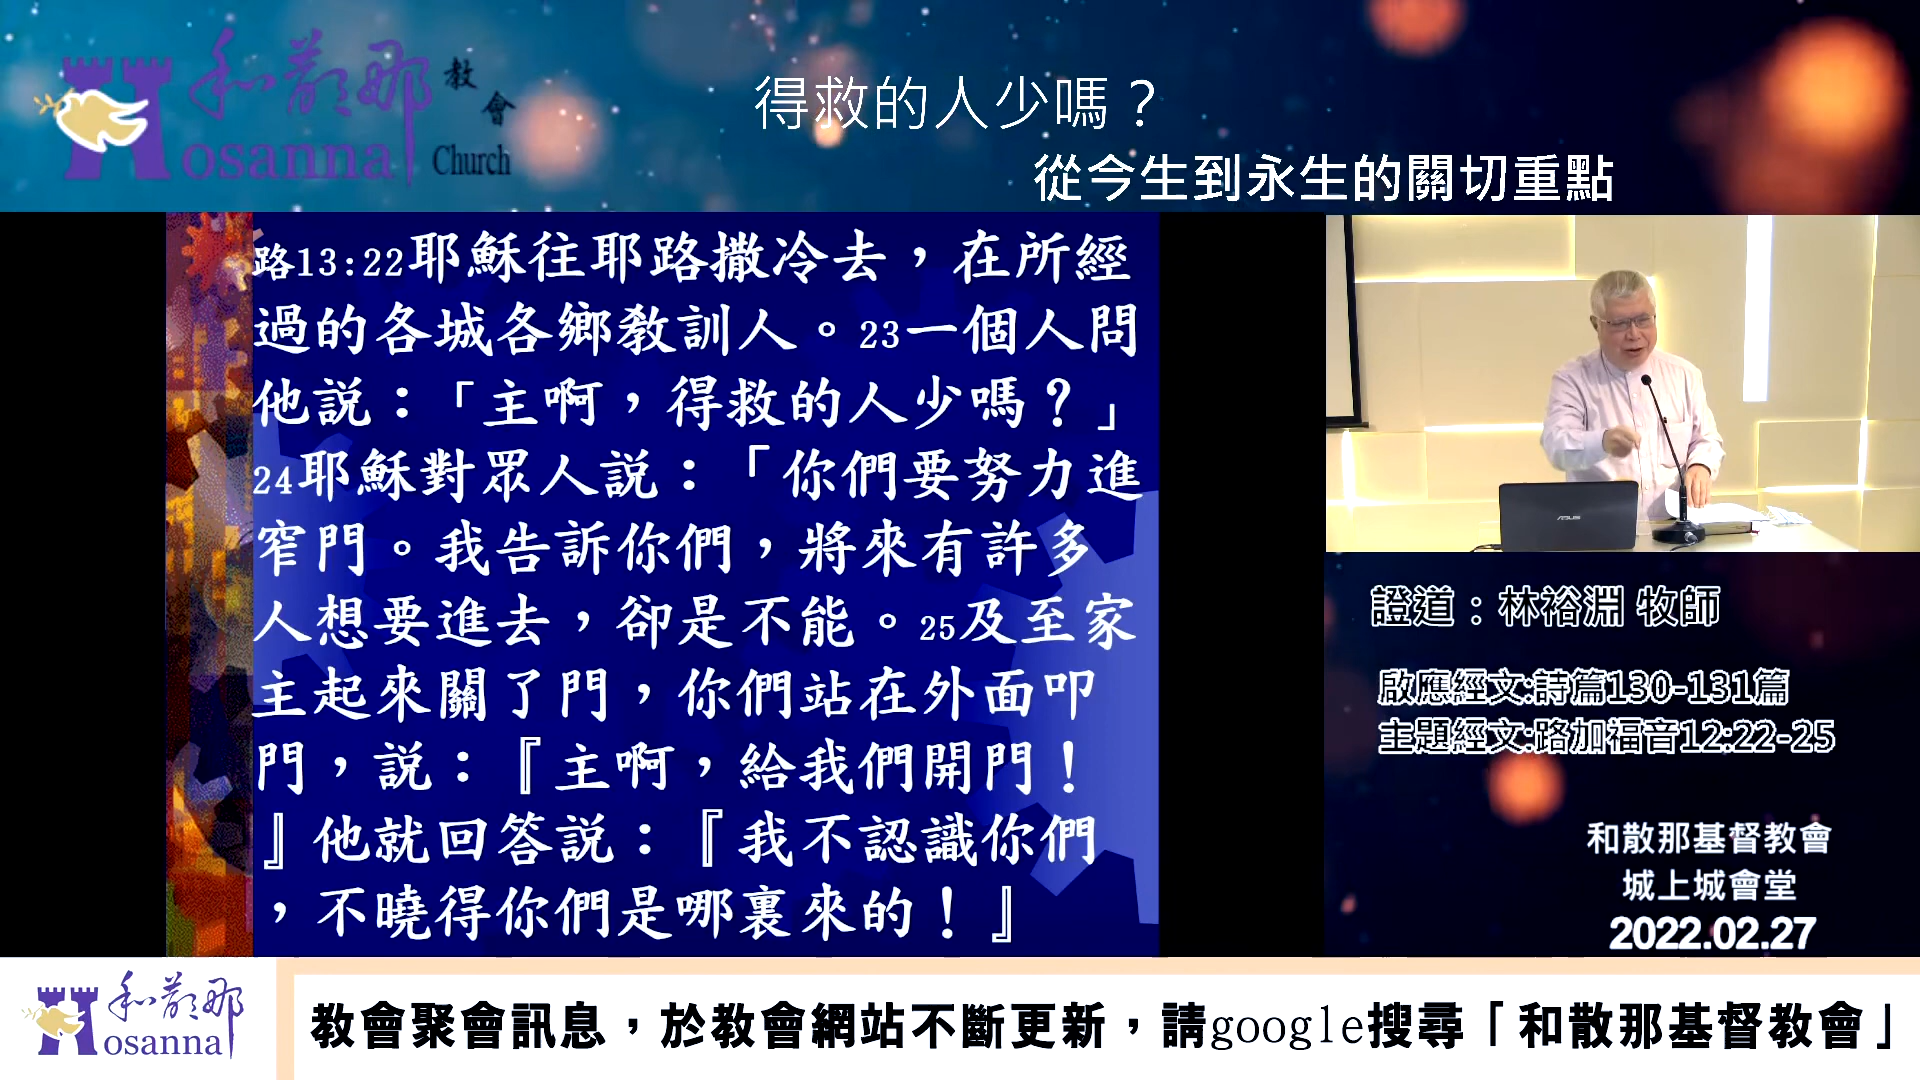 和散那教會
Hosanna Church
得救的人少嗎？
從今生到永生的關切重點
路13:22耶穌往耶路撒冷去，在所經
過的各城各鄉教訓人。23一個人問
他説：「主啊，得救的人少嗎？」
24耶穌對眾人説：「你們要努力進
窄門。我告訴你們，將來有許多
人想要進去，卻是不能。25及至家
主起來關了門，你們站在外面叩
門，説：『主啊，給我們開門！
』他就回答説：『我不認識你們
，不曉得你們是哪裏來的！』
ASUS
證道：林裕淵 牧師
啟應經文:詩篇130-131篇
主題經文:路加福音12:22-25
和散那基督教會
城上城會堂
2022.02.27
和散那
Hosanna
教會聚會訊息，於教會網站不斷更新，請google搜尋「和散那基督教會」